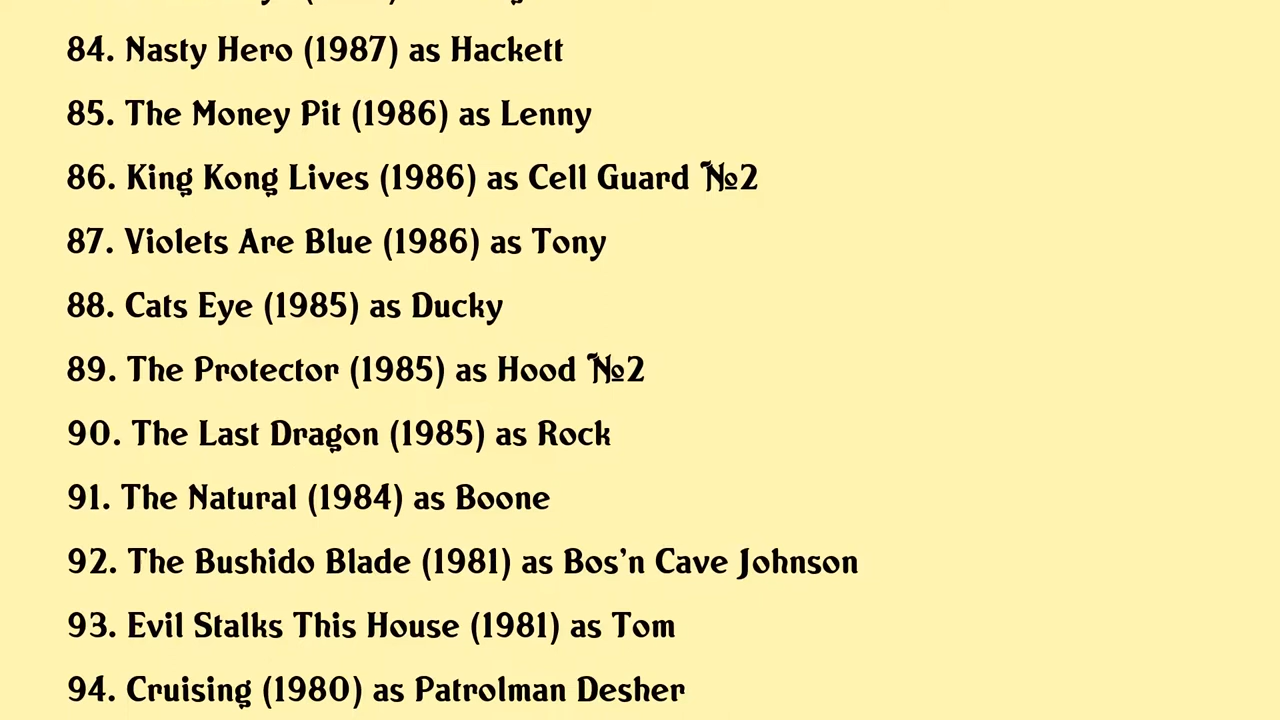 84. Nasty Hero (1987) as Hackett
85. The Money Pit (1986) as Lenny
86. King Kong Lives (1986) as Cell Guard №2
87. Violets Are Blue (1986) as Tony
88. Cats Eye (1985) as Ducky
89. The Protector (1985) as Hood №2
90. The Last Dragon (1985) as Rock
91. The Natural (1984) as Boone
92. The Bushido Blade (1981) as Bos'n Cave Johnson
93. Evil Stalks This House (1981) as Tom
94. Cruising (1980) as Patrolman Desher